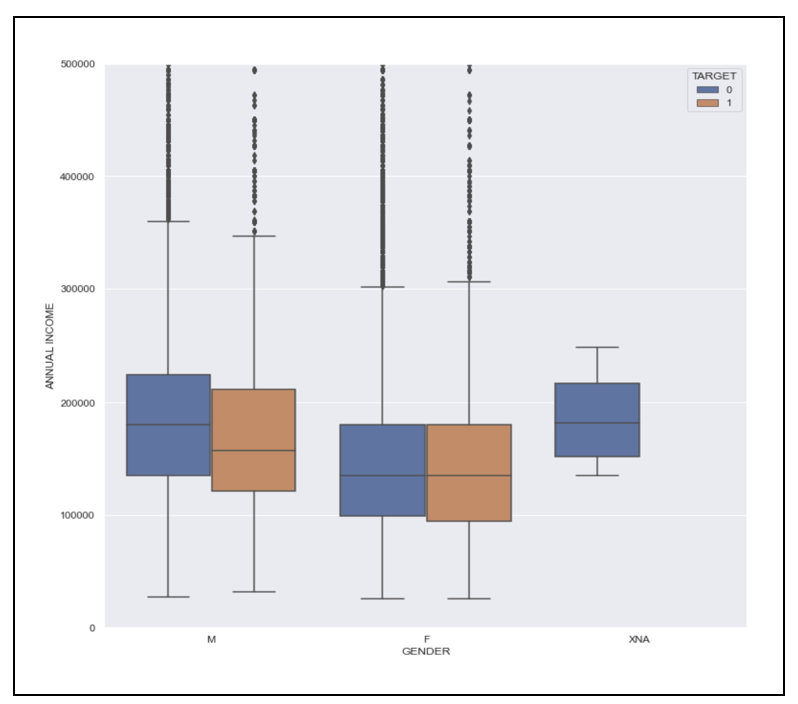 500000
400000
300000
200000
100000
0
ANNUAL INCOME
TARGET
0
1
M
F
XNA
GENDER